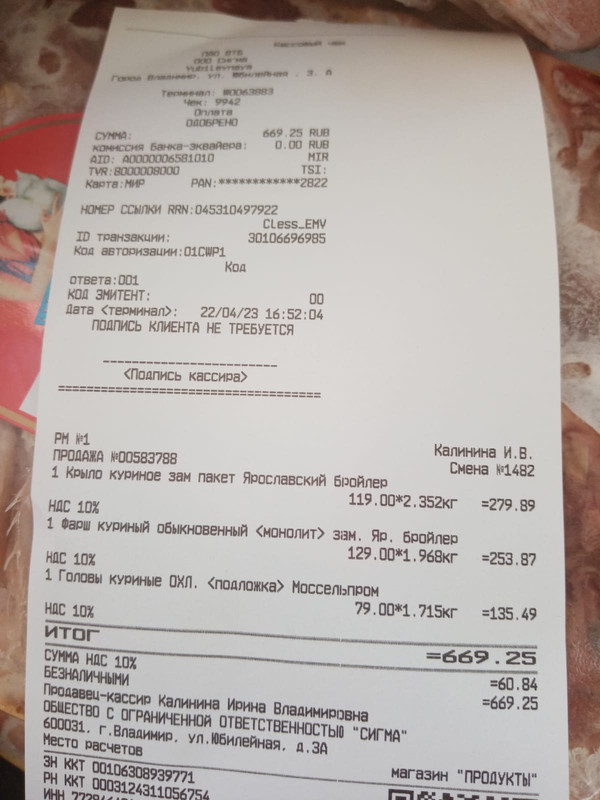 Кассовый чек
ПАО ВТБ
ООО СИГМА
Yubileynaya
Город Владимир, ул. Юбилейная , 3, б
Терминал: W0063883
Чек: 9942
Оплата
ОДОБРЕНО
СУММА: 669.25 RUB
комиссия банка-эквайера: 0.00 RUB
AID: A0000006581010 MIR
TVR:8000008000 TSI:
Карта:МИР PAN:************2822
НОМЕР ССЫЛКИ RRN:045310497922
Cless_EMV
ID транзакции: 30106696985
Код авторизации:01CWP1
Код
ответа:001
КОД ЭМИТЕНТ: 00
Дата <терминал>: 22/04/23 16:52:04
ПОДПИСЬ КЛИЕНТА НЕ ТРЕБУЕТСЯ
<Подпись кассира>
РМ №1 Калинина И.В.
ПРОДАЖА №00583788 Смена №1482
1 Крыло куриное зам пакет Ярославский бройлер
119.00*2.352кг =279.89
НДС 10%
1 Фарш куриный обыкновенный <монолит> зам. Яр. бройлер
129.00*1.968кг =253.87
НДС 10%
1 Головы куриные ОХЛ. <подложка> Моссельпром
79.00*1.715кг =135.49
НДС 10%
ИТОГ =669.25
СУММА НДС 10% =60.84
БЕЗНАЛИЧНЫМИ =669.25
Продавец-кассир Калинина Ирина Владимировна
ОБЩЕСТВО С ОГРАНИЧЕННОЙ ОТВЕТСТВЕННОСТЬЮ "СИГМА"
600031, г.Владимир, ул.Юбилейная, д.3А
Место расчетов магазин "ПРОДУКТЫ"
ЗН ККТ 00106308939771
РН ККТ 0003124311056754
ИНН